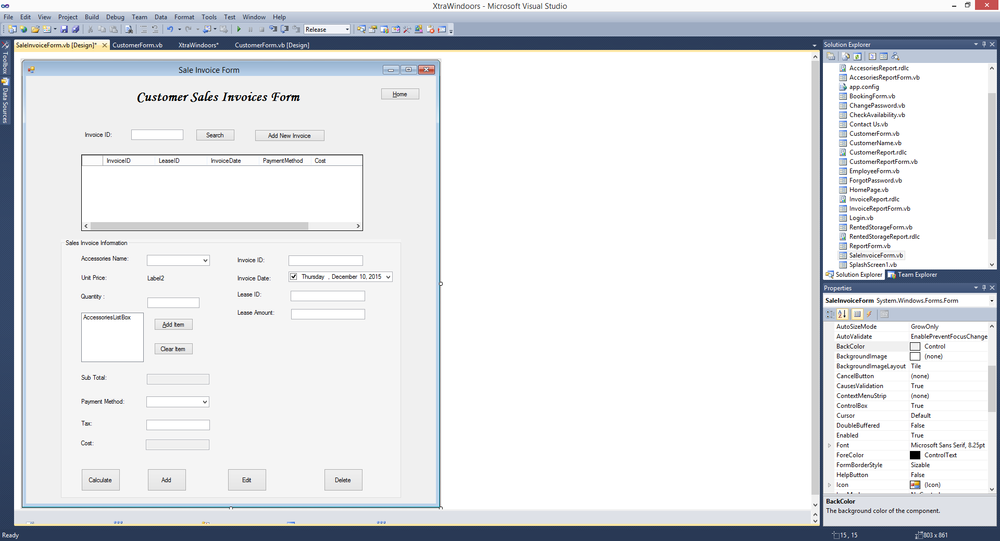 XtraWindoors - Microsoft Visual Studio
File Edit View Project Build Debug Team Data Format Tools Test Window Help
Release
SaleInvoiceForm.vb [Design]* CustomerForm.vb XtraWindoors* CustomerForm.vb [Design]
Toolbox
Data Sources
Sale Invoice Form
Customer Sales Invoices Form
Home
Invoice ID: Search Add New Invoice
InvoiceID LeaseID InvoiceDate PaymentMethod Cost
Sales Invoice Information
Accessories Name: Invoice ID:
Unit Price: Label2 Invoice Date: Thursday , December 10, 2015
Quantity : Lease ID:
AccessoriesListBox Lease Amount:
Add Item
Clear Item
Sub Total:
Payment Method:
Tax:
Cost:
Calculate Add Edit Delete
Solution Explorer
AccesoriesReport.rdlc
AccesoriesReportForm.vb
app.config
BookingForm.vb
ChangePassword.vb
CheckAvailability.vb
Contact Us.vb
CustomerForm.vb
CustomerName.vb
CustomerReport.rdlc
CustomerReportForm.vb
EmployeeForm.vb
ForgotPassword.vb
HomePage.vb
InvoiceReport.rdlc
InvoiceReportForm.vb
Login.vb
RentedStorageForm.vb
RentedStorageReport.rdlc
ReportForm.vb
SaleInvoiceForm.vb
SplashScreen1.vb
Solution Explorer Team Explorer
Properties
SaleInvoiceForm System.Windows.Forms.Form
AutoSizeMode GrowOnly
AutoValidate EnablePreventFocusChange
BackColor Control
BackgroundImage (none)
BackgroundImageLayout Tile
CancelButton (none)
CausesValidation True
ContextMenuStrip (none)
ControlBox True
Cursor Default
DoubleBuffered False
Enabled True
Font Microsoft Sans Serif, 8.25pt
ForeColor ControlText
FormBorderStyle Sizable
HelpButton False
Icon (Icon)
BackColor
The background color of the component.
Ready 15 , 15 803 x 861